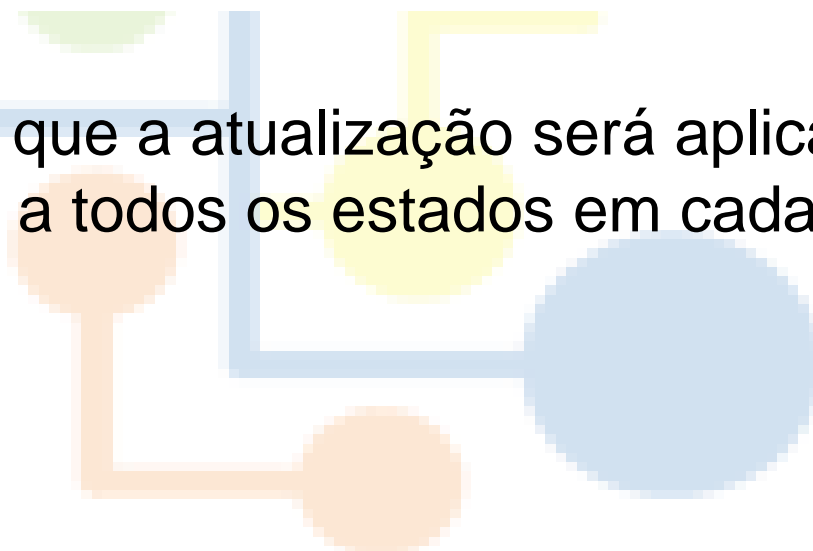 que a atualização será aplica
a todos os estados em cada